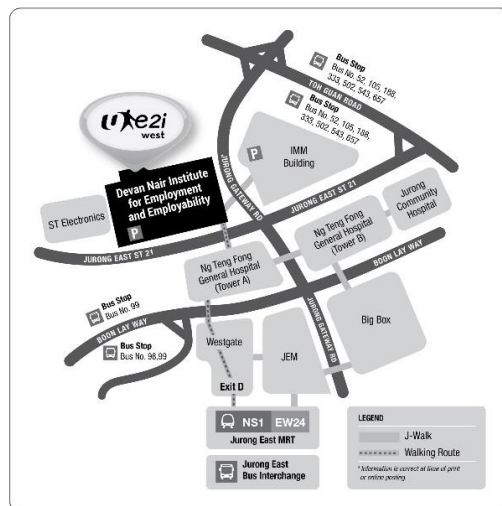 Bus Stop
Bus No. 52, 105, 188,
333, 502, 543, 657
TOH GUAN ROAD
Bus Stop
Bus No. 52, 105, 188,
333, 502, 543, 657
e2i
west
P
IMM
Building
JURONG GATEWAY RD
Devan Nair Institute
for Employment
and Employability
P
ST Electronics
JURONG EAST ST 21
JURONG EAST ST 21
Jurong
Community
Hospital
Ng Teng Fong
General Hospital
(Tower B)
Ng Teng Fong
General Hospital
(Tower A)
BOON LAY WAY
Bus Stop
Bus No. 99
BOON LAY WAY
Bus Stop
Bus No. 98,99
JURONG GATEWAY RD
Big Box
Westgate
JEM
Exit D
NS1 EW24
Jurong East MRT
Jurong East
Bus Interchange
LEGEND
J-Walk
Walking Route
* Information is correct at time of print
or online posting.